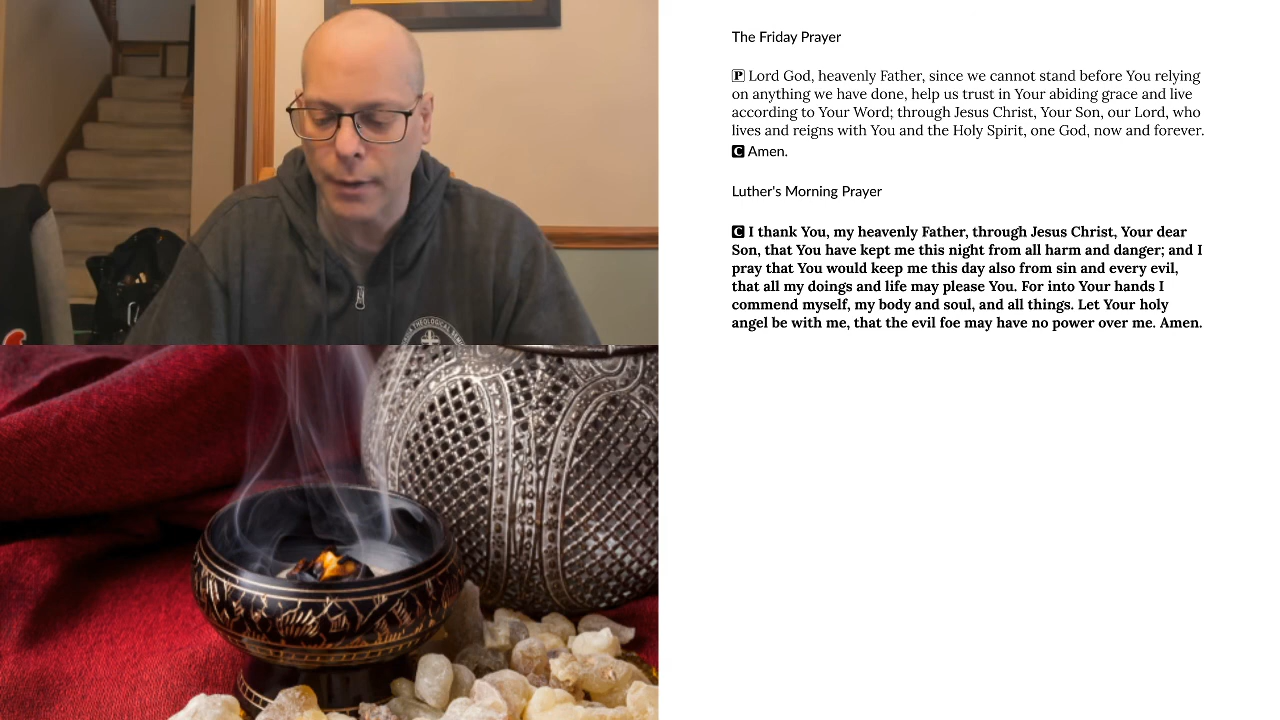 The Friday Prayer
P Lord God, heavenly Father, since we cannot stand before You relying
on anything we have done, help us trust in Your abiding grace and live
according to Your Word; through Jesus Christ, Your Son, our Lord, who
lives and reigns with You and the Holy Spirit, one God, now and forever.
C Amen.
Luther's Morning Prayer
C I thank You, my heavenly Father, through Jesus Christ, Your dear
Son, that You have kept me this night from all harm and danger; and I
pray that You would keep me this day also from sin and every evil,
that all my doings and life may please You. For into Your hands I
commend myself, my body and soul, and all things. Let Your holy
angel be with me, that the evil foe may have no power over me. Amen.
THEOLOGICAL